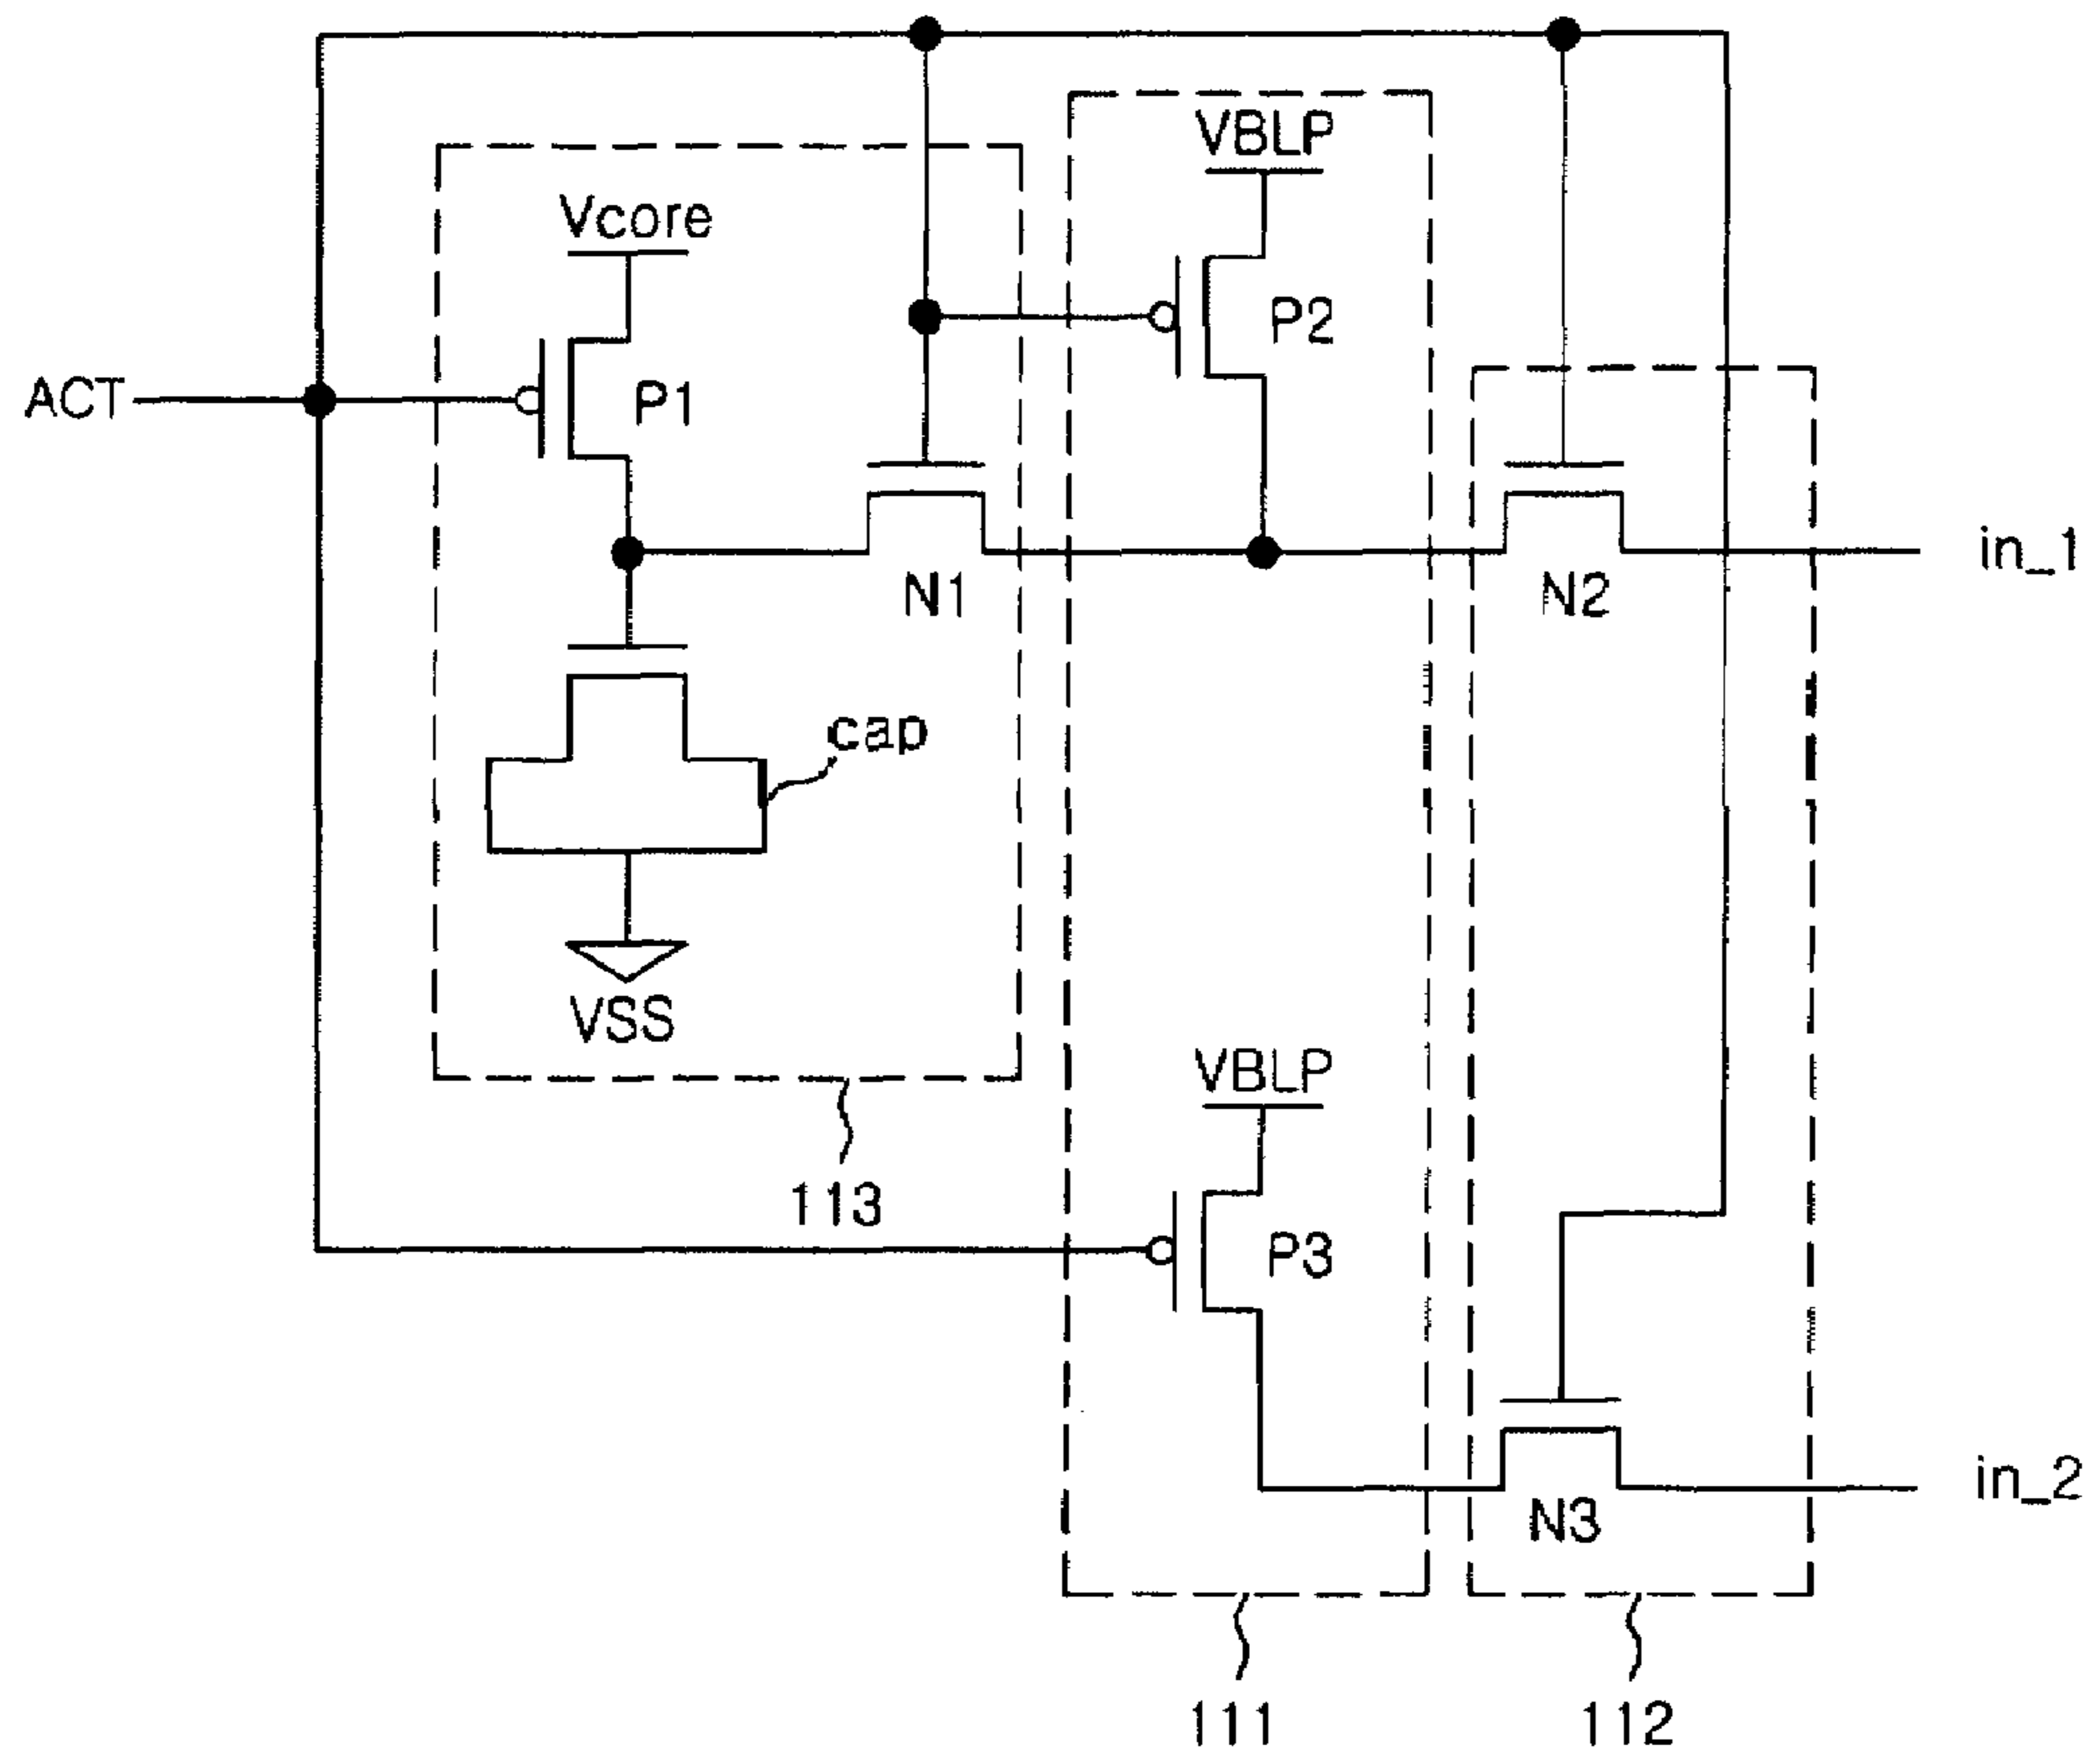 VBLP
Vcore
P2
ACT
P1
in_1
N1
N2
cap
VSS
VBLP
113
P3
in_2
N3
111
112